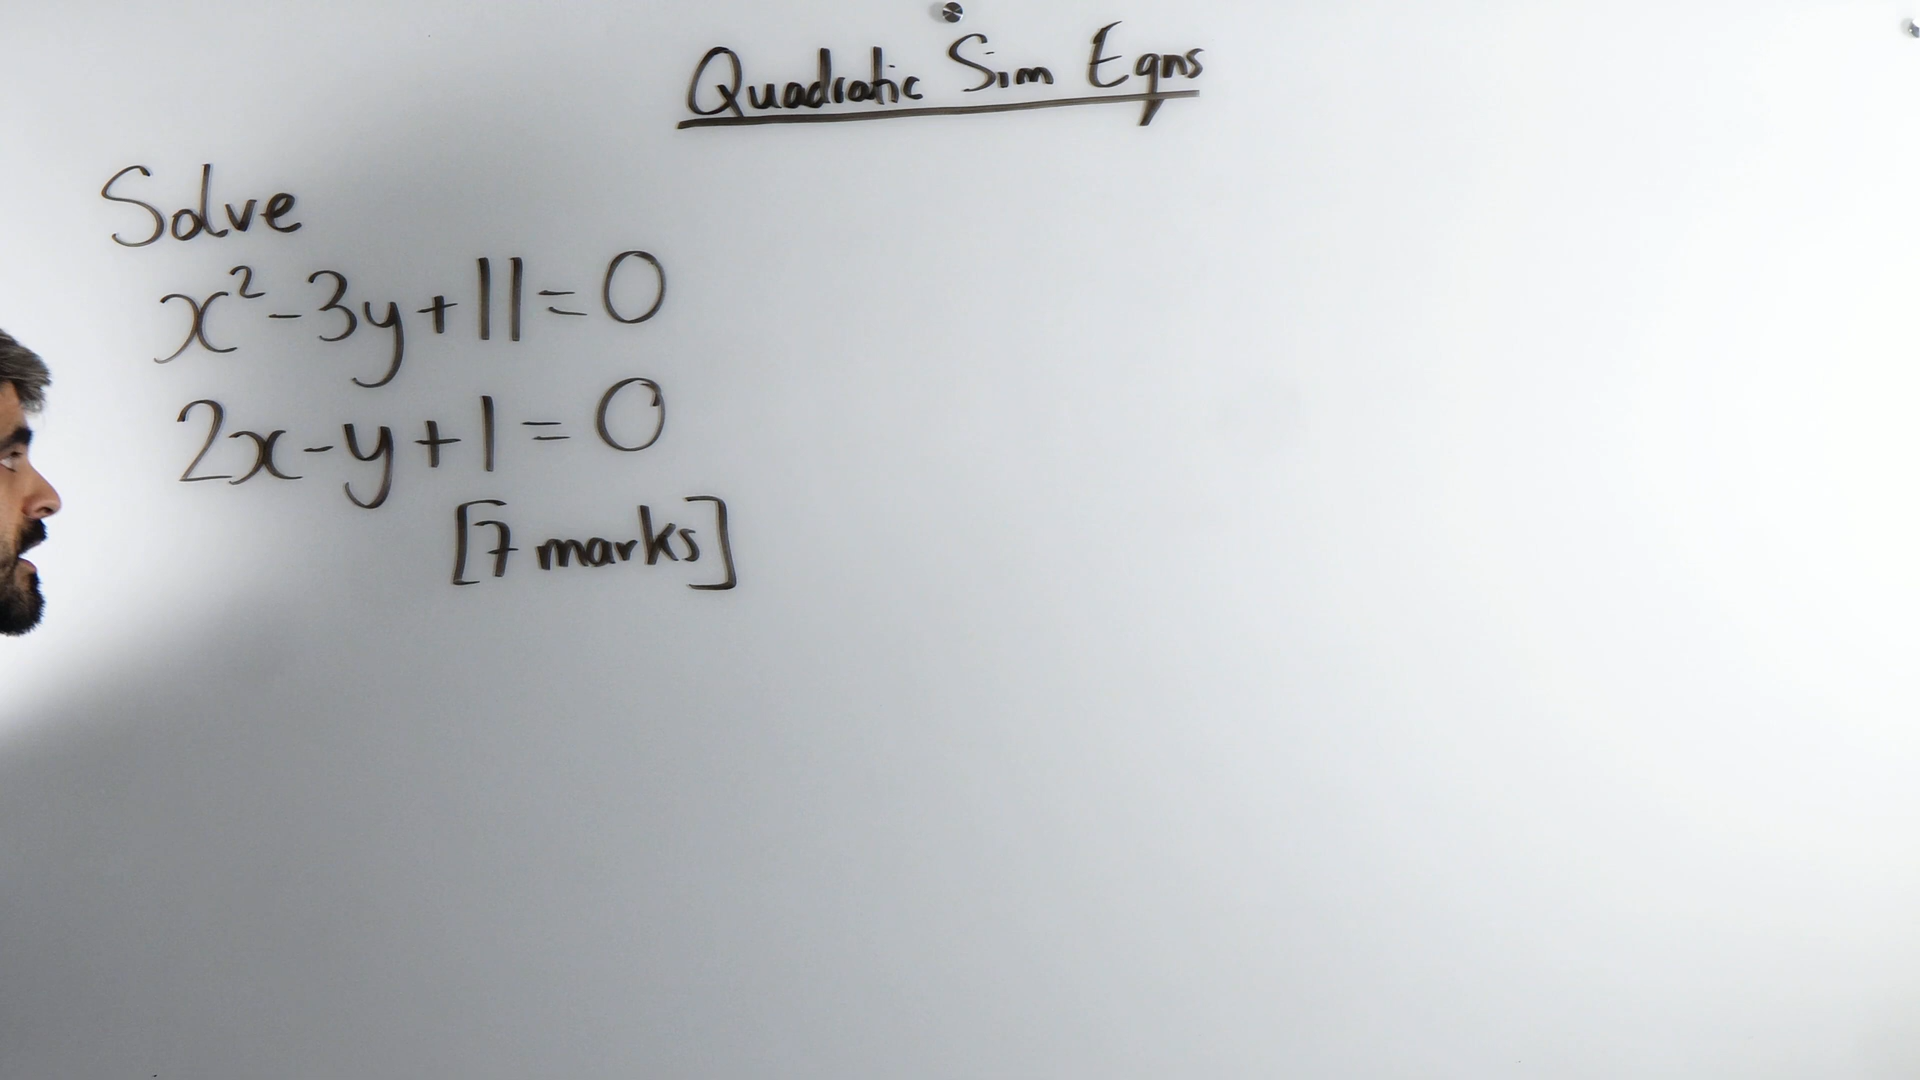 Quadratic Sim Eqns
Solve
x²-3y+11=0
2x-y+1=0
[7 marks]